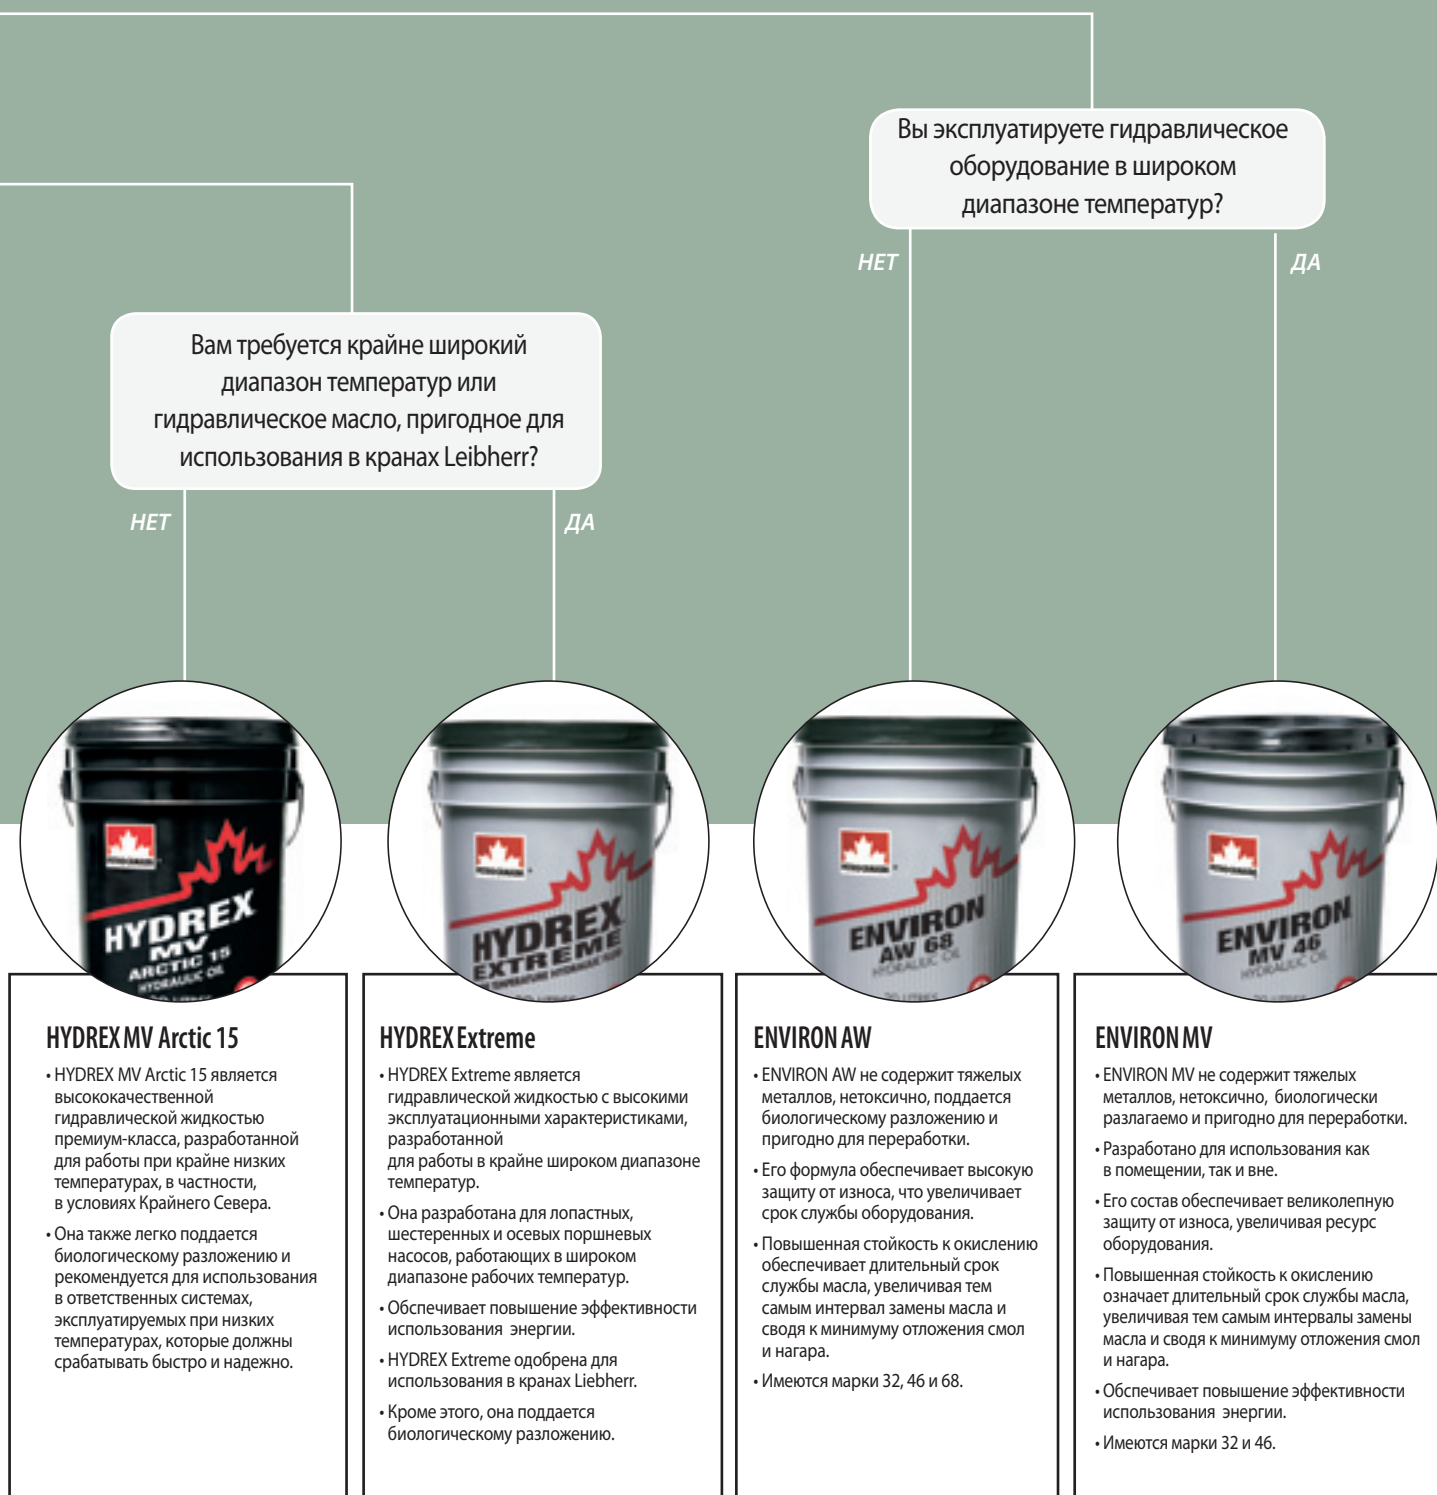 Вы эксплуатируете гидравлическое
оборудование в широком
диапазоне температур?
НЕТ
ДА
Вам требуется крайне широкий
диапазон температур или
гидравлическое масло, пригодное для
использования в кранах Leibherr?
НЕТ
ДА
HYDREX
MV
ARCTIC 15
HYDRAULIC OIL
HYDREX
EXTREME
ENVIRON
AW 68
HYDRAULIC OIL
20 LITRES
ENVIRON
MV 46
HYDRAULIC OIL
HYDREX MV Arctic 15
• HYDREX MV Arctic 15 является
высококачественной
гидравлической жидкостью
премиум-класса, разработанной
для работы при крайне низких
температурах, в частности,
в условиях Крайнего Севера.
• Она также легко поддается
биологическому разложению и
рекомендуется для использования
в ответственных системах,
эксплуатируемых при низких
температурах, которые должны
срабатывать быстро и надежно.
HYDREX Extreme
• HYDREX Extreme является
гидравлической жидкостью с высокими
эксплуатационными характеристиками,
разработанной
для работы в крайне широком диапазоне
температур.
• Она разработана для лопастных,
шестеренных и осевых поршневых
насосов, работающих в широком
диапазоне рабочих температур.
• Обспечивает повышение эффективности
использования энергии.
• HYDREX Extreme одобрена для
использования в кранах Liebherr.
• Кроме этого, она поддается
биологическому разложению.
ENVIRON AW
• ENVIRON AW не содержит тяжелых
металлов, нетоксично, поддается
биологическому разложению и
пригодно для переработки.
• Его формула обеспечивает высокую
защиту от износа, что увеличивает
срок службы оборудования.
• Повышенная стойкость к окислению
обеспечивает длительный срок
службы масла, увеличивая тем
самым интервал замены масла и
сводя к минимуму отложения смол
и нагара.
• Имеются марки 32, 46 и 68.
ENVIRON MV
• ENVIRON MV не содержит тяжелых
металлов, нетоксично, биологически
разлагаемо и пригодно для переработки.
• Разработано для использования как
в помещении, так и вне.
• Его состав обеспечивает великолепную
защиту от износа, увеличивая ресурс
оборудования.
• Повышенная стойкость к окислению
означает длительный срок службы масла,
увеличивая тем самым интервалы замены
масла и сводя к минимуму отложения смол
и нагара.
• Обспечивает повышение эффективности
использования энергии.
• Имеются марки 32 и 46.